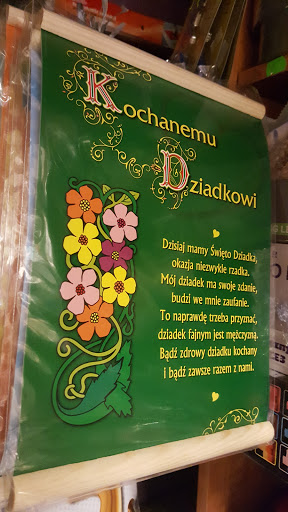 Kochanemu
Dziadkowi
Dzisiaj mamy Święto Dziadka,
okazja niezwykle rzadka.
Mój dziadek ma swoje zdanie,
budzi we mnie zaufanie.
To naprawdę trzeba przyznać,
dziadek fajnym jest mężczyzną.
Bądź zdrowy dziadku kochany
i bądź zawsze razem z nami.